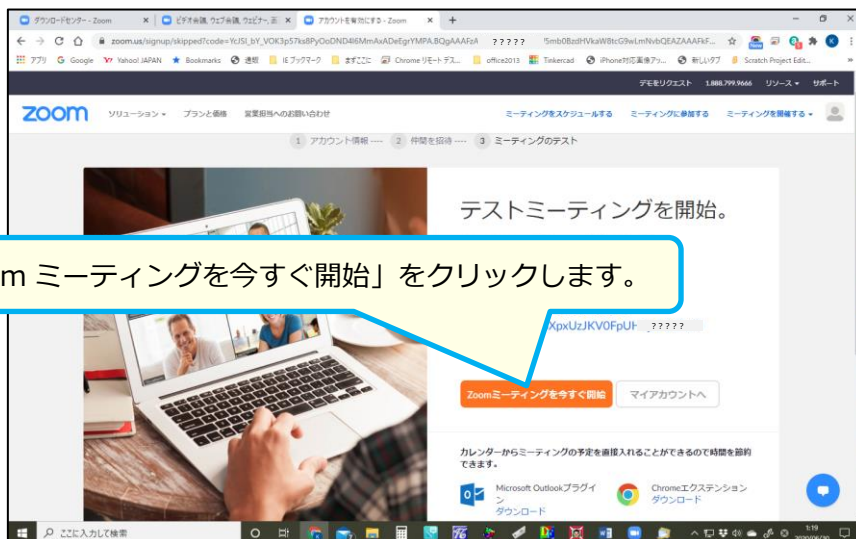 ダウンロードセンター - Zoom
ビデオ会議, ウェブ会議, ウェビナー, 画
アカウントを有効にする - Zoom
zoom.us/signup/skipped?code=
?????
アプリ Google Yahoo! JAPAN Bookmarks 速報 IE ブックマーク まずここに Chrome リモート デス... office2013 Tinkercad iPhone対応画像アッ... 新しいタブ Scratch Project Edit...
デモをリクエスト 1.888.799.9666 リソース サポート
zoom ソリューション プランと価格 営業担当へのお問い合わせ ミーティングをスケジュールする ミーティングに参加する ミーティングを開催する
1 アカウント情報 ---- 2 仲間を招待 ---- 3 ミーティングのテスト
テストミーティングを開始。
m ミーティングを今すぐ開始」をクリックします。
XpxUzJKV0FpUH ?????
Zoomミーティングを今すぐ開始 マイアカウントへ
カレンダーからミーティングの予定を直接入れることができるので時間を節約
できます。
Microsoft Outlookプラグイ
ン
ダウンロード
Chromeエクステンション
ダウンロード
ここに入力して検索
1:19
2020/06/20